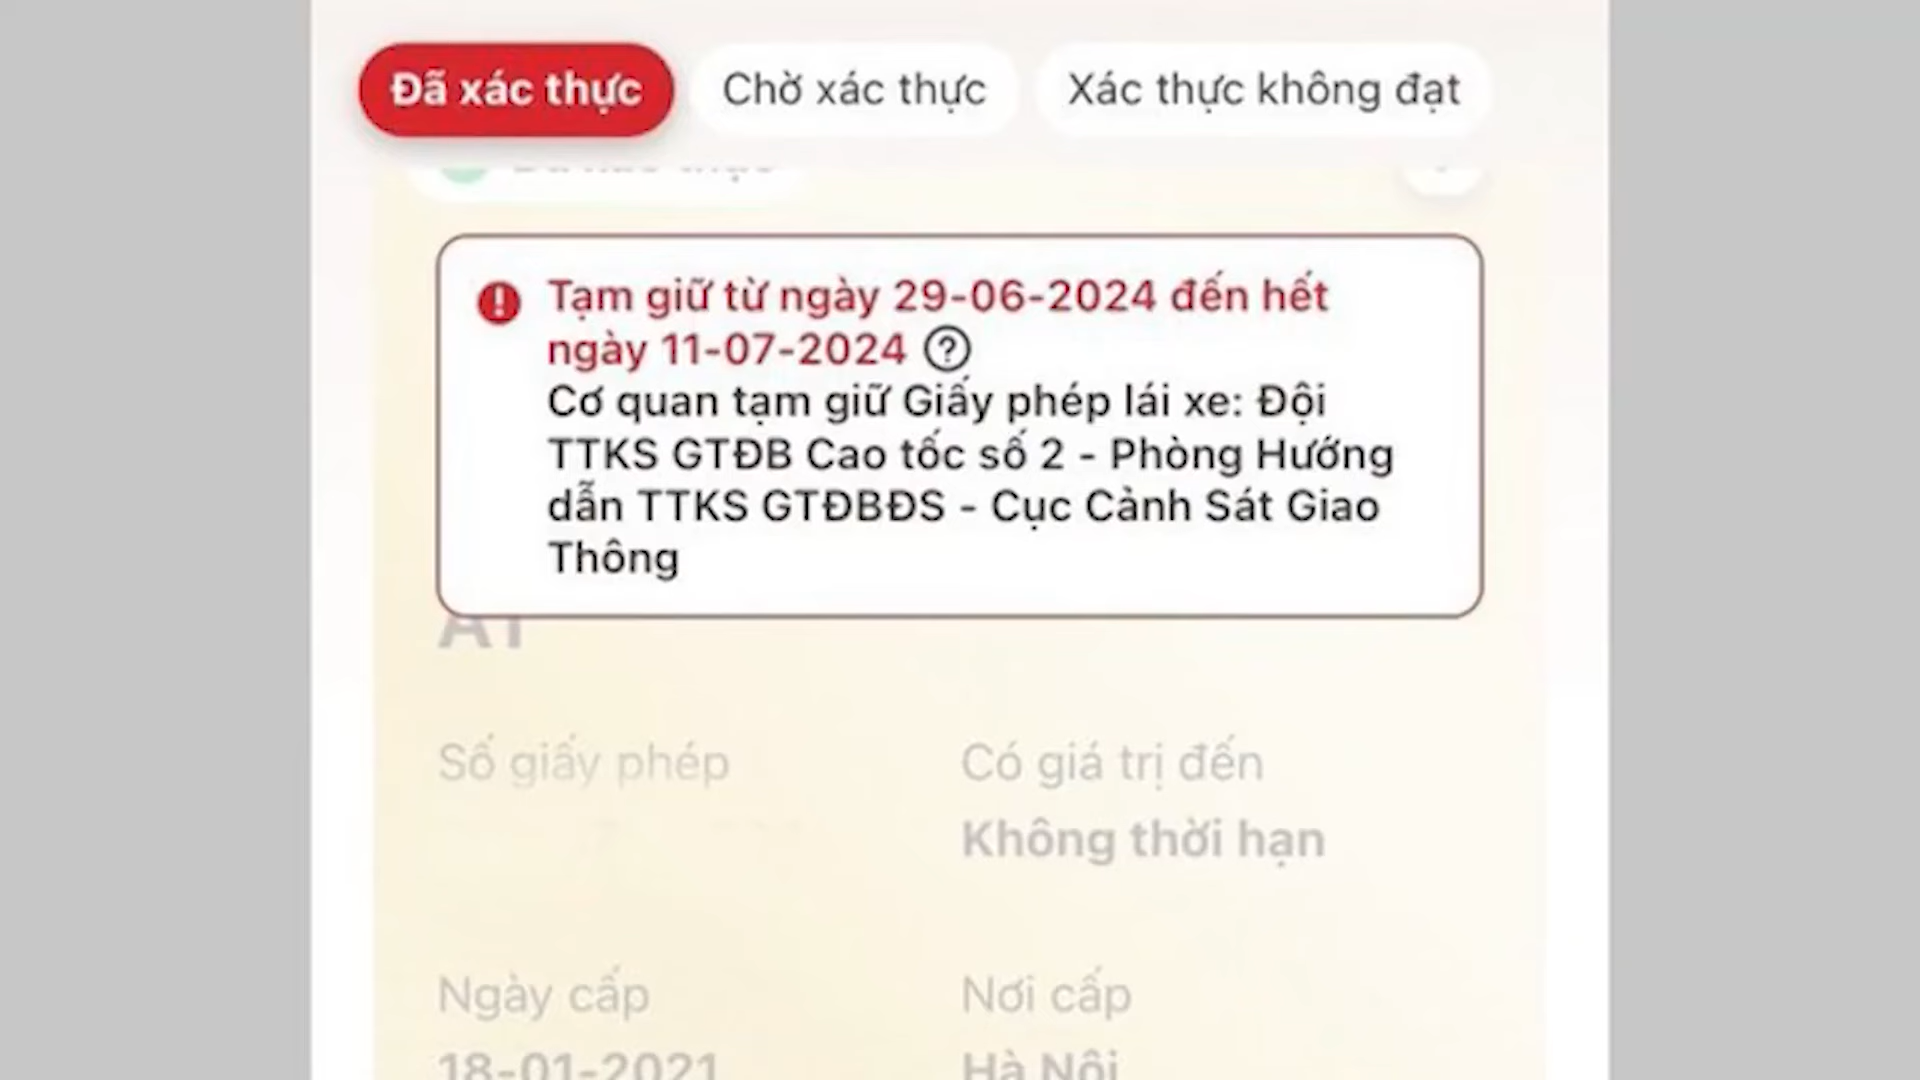 Đã xác thực
Chờ xác thực
Xác thực không đạt
Tạm giữ từ ngày 29-06-2024 đến hết
ngày 11-07-2024
Cơ quan tạm giữ Giấy phép lái xe: Đội
TTKS GTĐB Cao tốc số 2 - Phòng Hướng
dẫn TTKS GTĐBĐS - Cục Cảnh Sát Giao
Thông
A1
Số giấy phép
Có giá trị đến
Không thời hạn
Ngày cấp
Nơi cấp
18-01-2021
Hà Nội